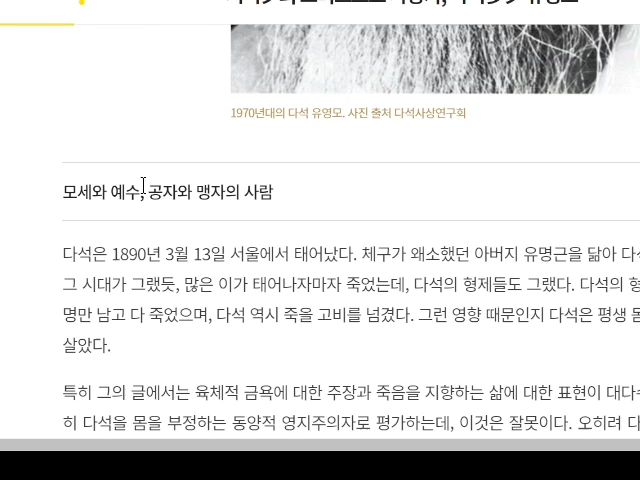 1970년대의 다석 유영모. 사진 출처 다석사상연구회
모세와 예수, 공자와 맹자의 사람
다석은 1890년 3월 13일 서울에서 태어났다. 체구가 왜소했던 아버지 유명근을 닮아
그 시대가 그랬듯, 많은 이가 태어나자마자 죽었는데, 다석의 형제들도 그랬다. 다석의
명만 남고 다 죽었으며, 다석 역시 죽을 고비를 넘겼다. 그런 영향 때문인지 다석은 평생
살았다.
특히 그의 글에서는 육체적 금욕에 대한 주장과 죽음을 지향하는 삶에 대한 표현이
히 다석을 몸을 부정하는 동양적 영지주의자로 평가하는데, 이것은 잘못이다. 오히려